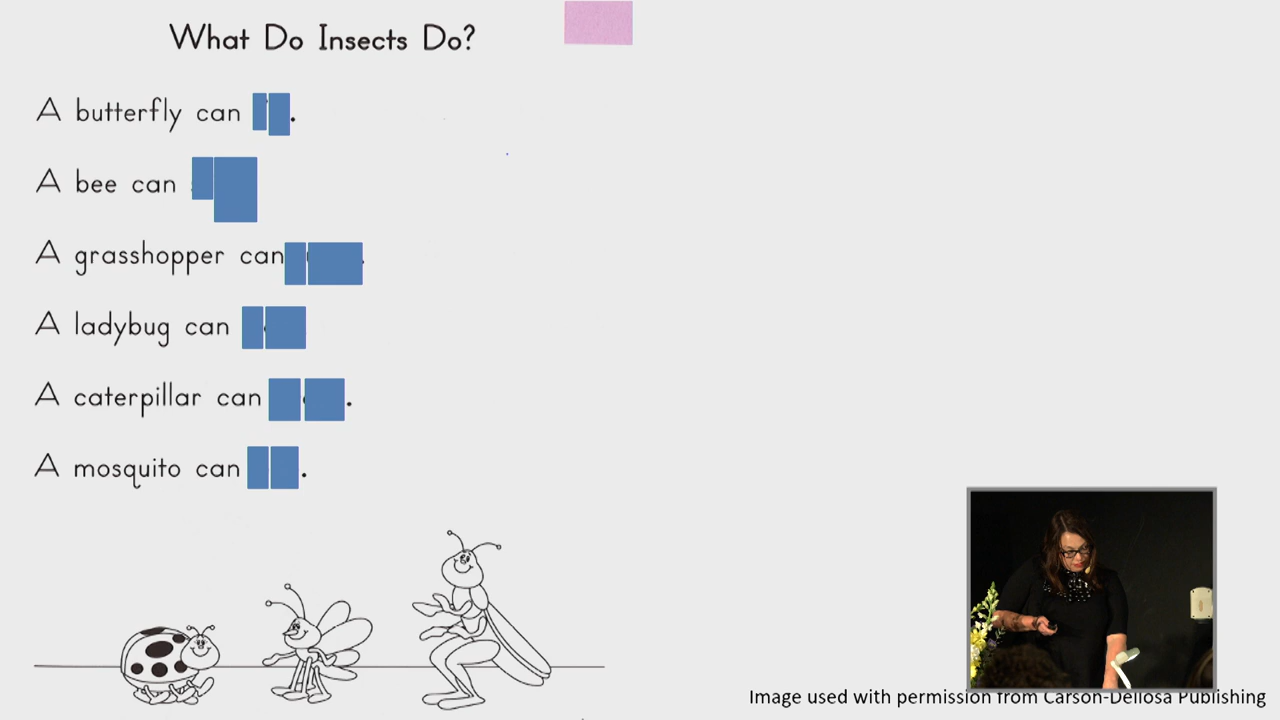 What Do Insects Do?
A butterfly can .
A bee can
A grasshopper can .
A ladybug can
A caterpillar can .
A mosquito can .
Image used with permission from Carson-Dellosa Publishing